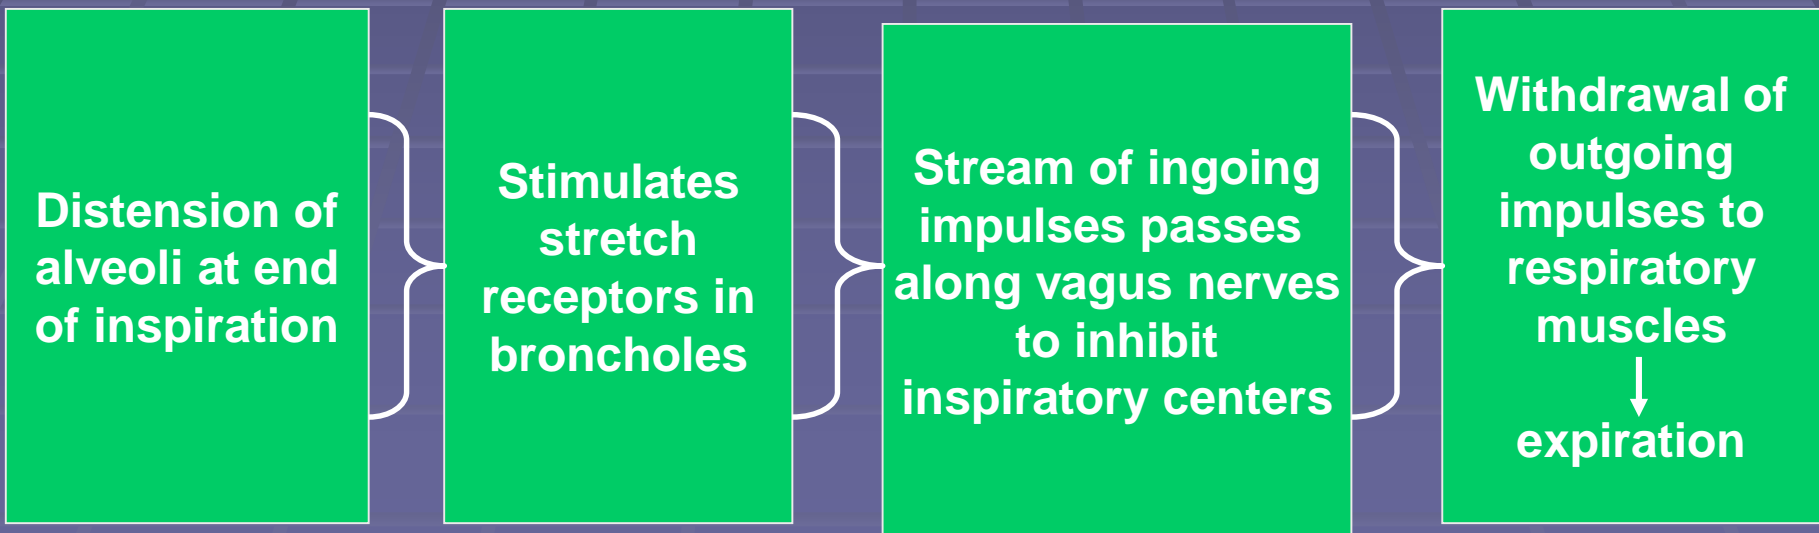 Distension of
alveoli at end
of inspiration
Stimulates
stretch
receptors in
broncholes
Stream of ingoing
impulses passes
along vagus nerves
to inhibit
inspiratory centers
Withdrawal of
outgoing
impulses to
respiratory
muscles
expiration